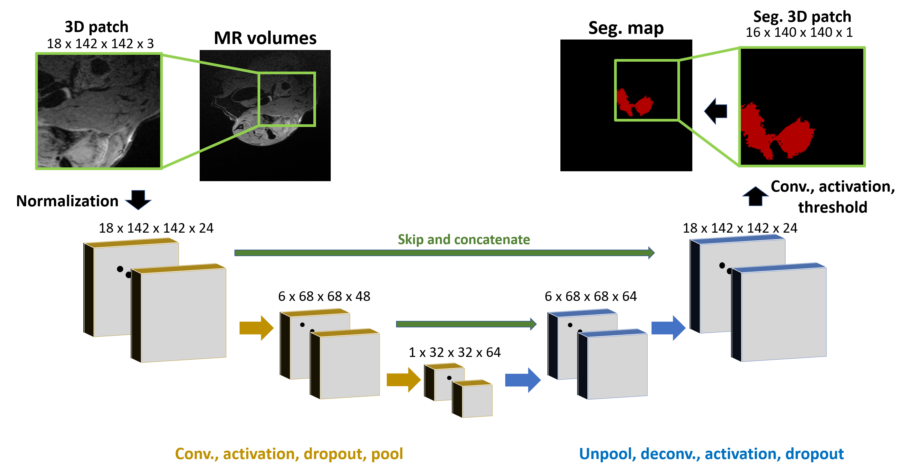 3D patch
18 x 142 x 142 x 3
MR volumes
Seg. map
Seg. 3D patch
16 x 140 x 140 x 1
Normalization
Conv., activation,
threshold
18 x 142 x 142 x 24
Skip and concatenate
18 x 142 x 142 x 24
6 x 68 x 68 x 48
6 x 68 x 68 x 64
1 x 32 x 32 x 64
Conv., activation, dropout, pool
Unpool, deconv., activation, dropout